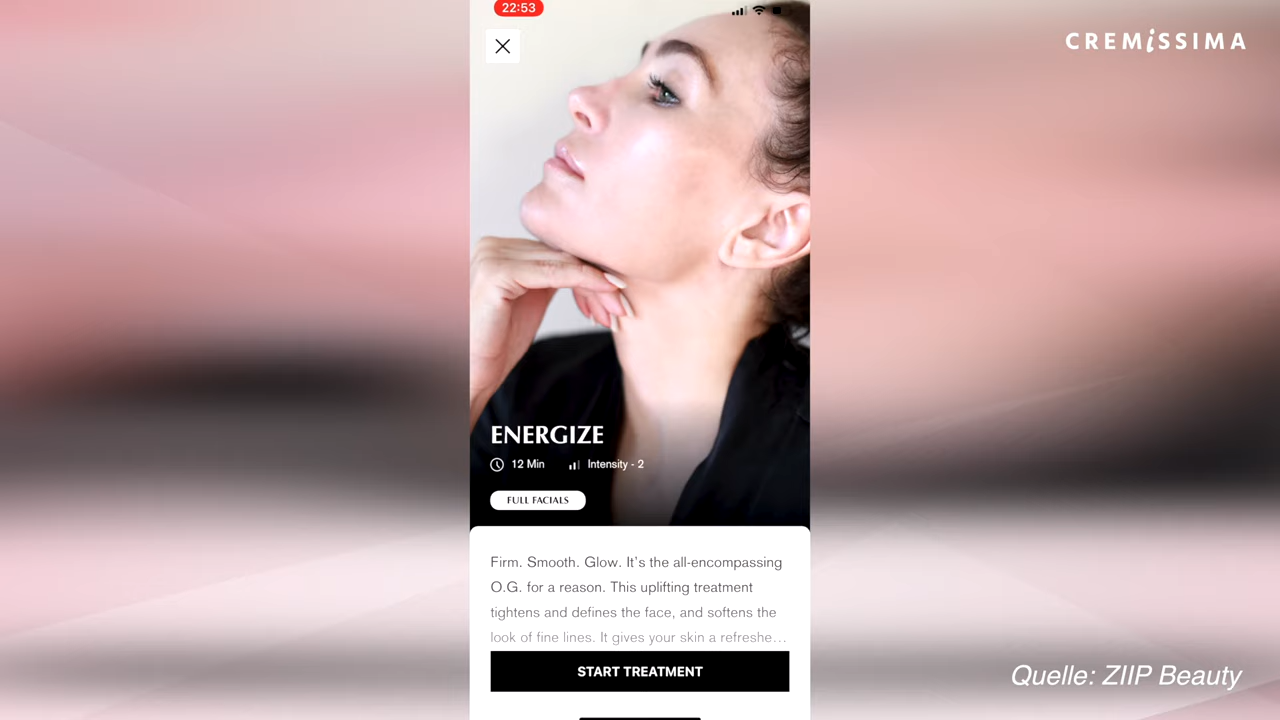 22:53
CREMiSSIMA
ENERGIZE
12 Min Intensity - 2
FULL FACIALS
Firm. Smooth. Glow. It's the all-encompassing
O.G. for a reason. This uplifting treatment
tightens and defines the face, and softens the
look of fine lines. It gives your skin a refreshe...
START TREATMENT
Quelle: ZIIP Beauty